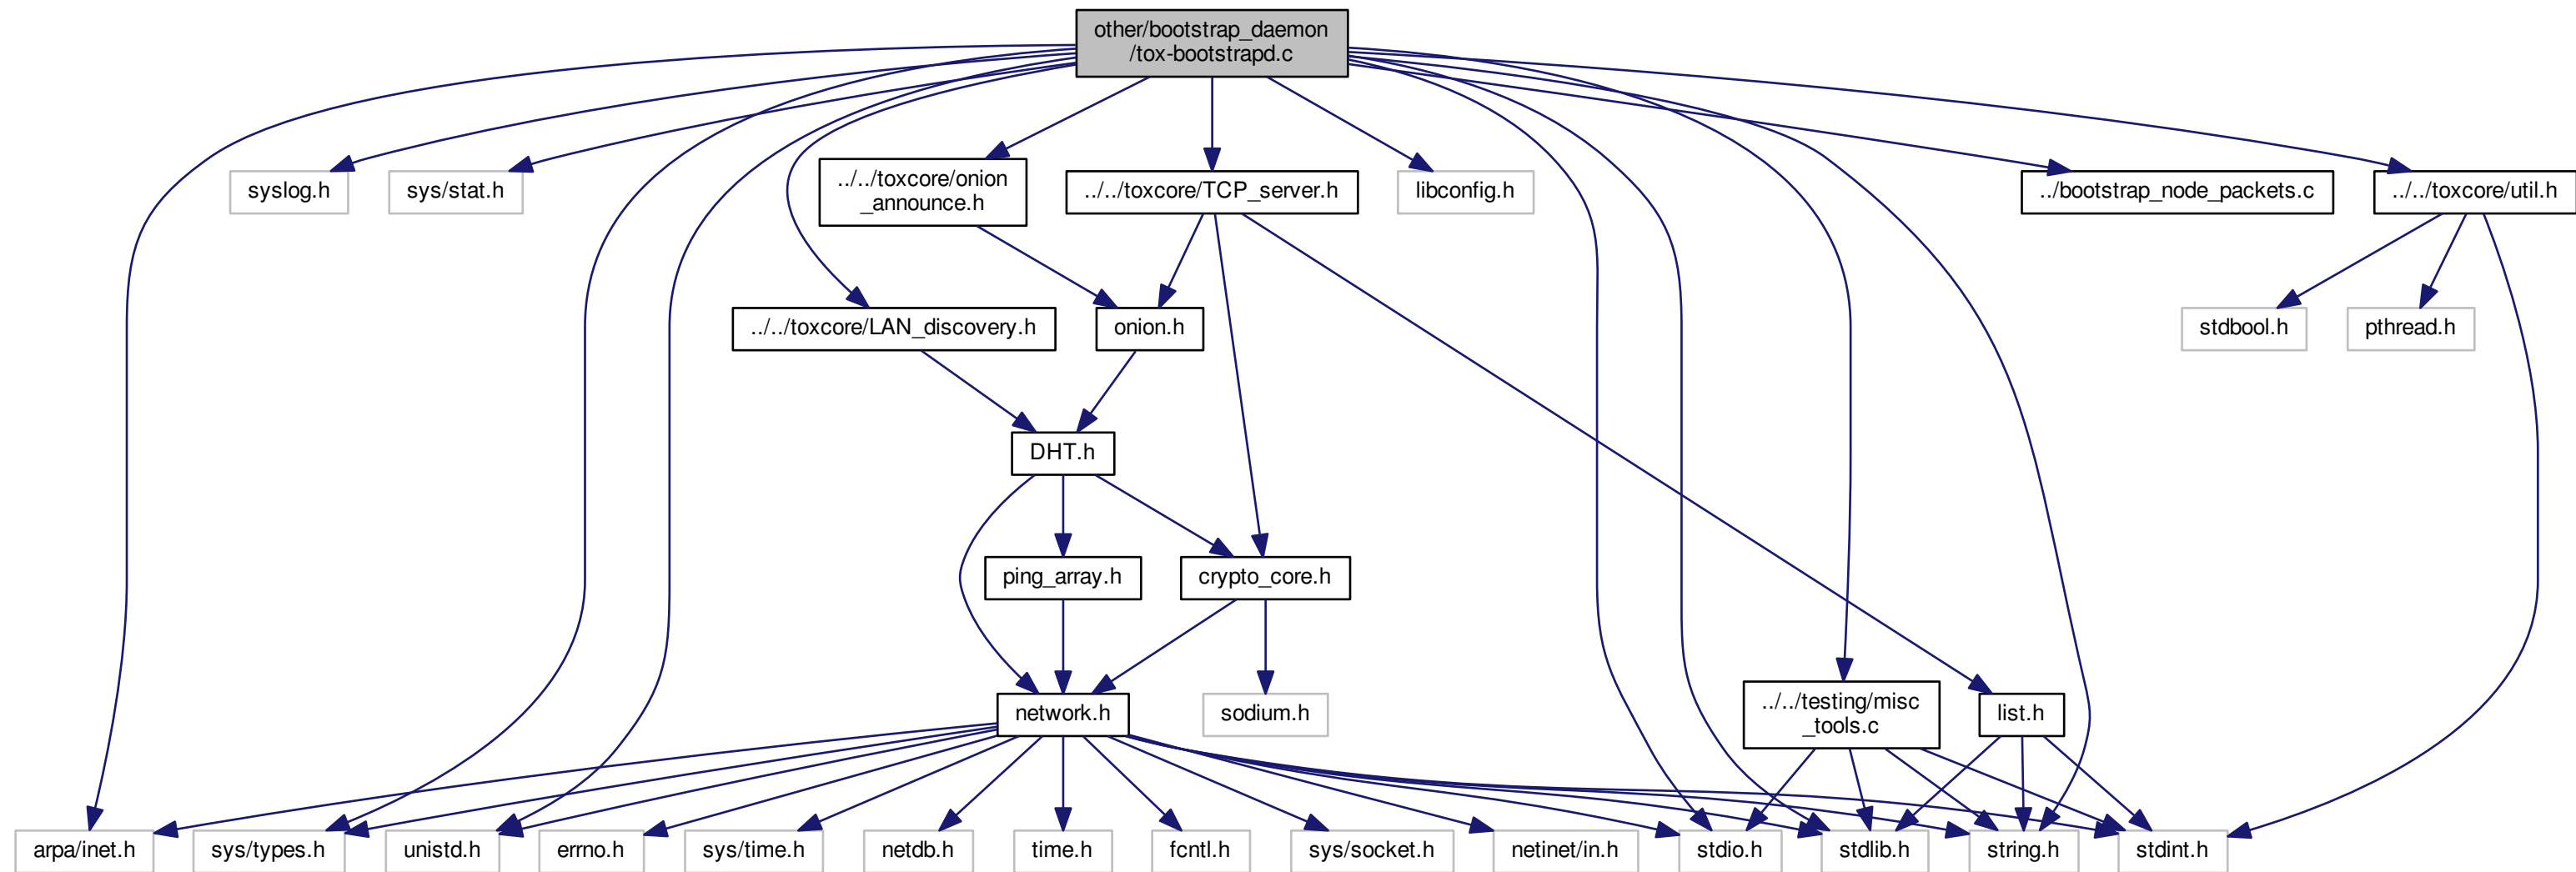 other/bootstrap_daemon
/tox-bootstrapd.c
syslog.h
sys/stat.h
../../toxcore/onion
_announce.h
../../toxcore/TCP_server.h
libconfig.h
../bootstrap_node_packets.c
../../toxcore/util.h
../../toxcore/LAN_discovery.h
onion.h
stdbool.h
pthread.h
DHT.h
ping_array.h
crypto_core.h
network.h
sodium.h
../../testing/misc
_tools.c
list.h
arpa/inet.h
sys/types.h
unistd.h
errno.h
sys/time.h
netdb.h
time.h
fcntl.h
sys/socket.h
netinet/in.h
stdio.h
stdlib.h
string.h
stdint.h